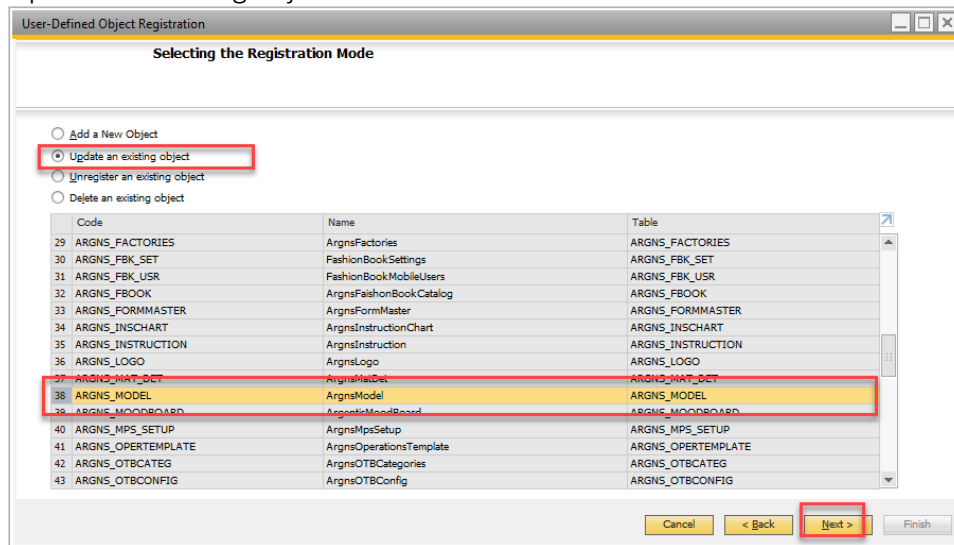 User-Defined Object Registration
Selecting the Registration Mode
Add a New Object
Update an existing object
Unregister an existing object
Delete an existing object
Code Name Table
29 ARGNS_FACTORIES ArgnsFactories ARGNS_FACTORIES
30 ARGNS_FBK_SET FashionBookSettings ARGNS_FBK_SET
31 ARGNS_FBK_USR FashionBookMobileUsers ARGNS_FBK_USR
32 ARGNS_FBOOK ArgnsFaishonBookCatalog ARGNS_FBOOK
33 ARGNS_FORMMASTER ArgnsFormMaster ARGNS_FORMMASTER
34 ARGNS_INSCHART ArgnsInstructionChart ARGNS_INSCHART
35 ARGNS_INSTRUCTION ArgnsInstruction ARGNS_INSTRUCTION
36 ARGNS_LOGO ArgnsLogo ARGNS_LOGO
37 ARGNS_MAT_DET ArgnsMatDet ARGNS_MAT_DET
38 ARGNS_MODEL ArgnsModel ARGNS_MODEL
39 ARGNS_MOODBOARD ArgentisMoodBoard ARGNS_MOODBOARD
40 ARGNS_MPS_SETUP ArgnsMpsSetup ARGNS_MPS_SETUP
41 ARGNS_OPERTEMPLATE ArgnsOperationsTemplate ARGNS_OPERTEMPLATE
42 ARGNS_OTBCATEG ArgnsOTBCategories ARGNS_OTBCATEG
43 ARGNS_OTBCONFIG ArgnsOTBConfig ARGNS_OTBCONFIG
Cancel < Back Next > Finish